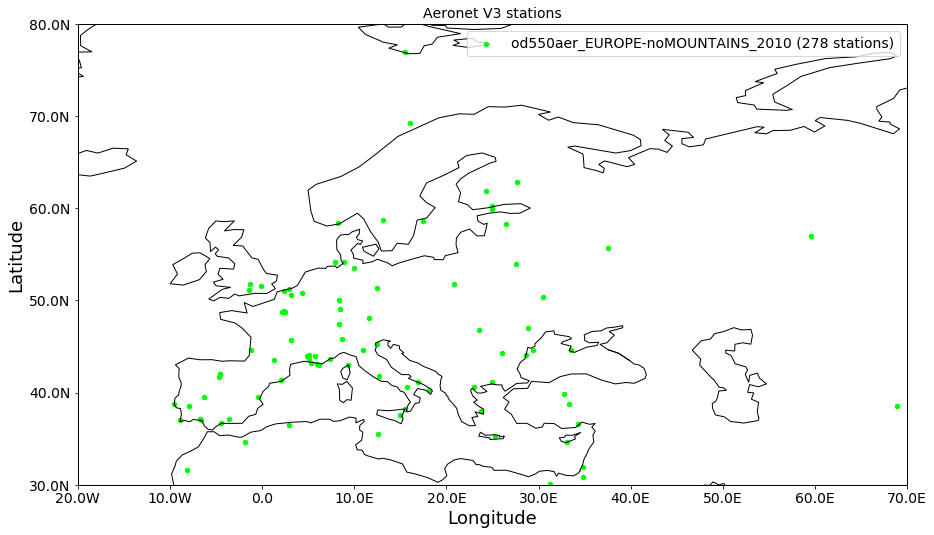 Aeronet V3 stations
od550aer_EUROPE-noMOUNTAINS_2010 (278 stations)
80.0N
70.0N
60.0N
50.0N
40.0N
30.0N
Latitude
20.0W
10.0W
0.0
10.0E
20.0E
30.0E
40.0E
50.0E
60.0E
70.0E
Longitude